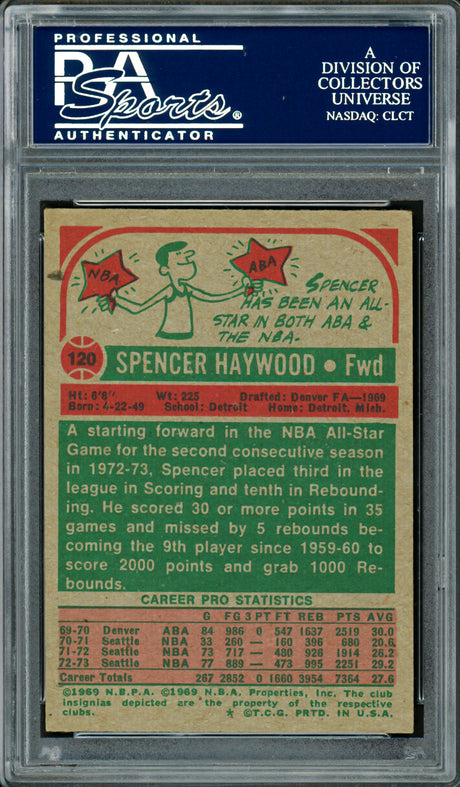 PROFESSIONAL
PSA
Sports®
AUTHENTICATOR
A
DIVISION OF
COLLECTORS
UNIVERSE
NASDAQ: CLCT
NBA
ABA
SPENCER
HAS BEEN AN ALL-
STAR IN BOTH ABA &
THE NBA.
120 SPENCER HAYWOOD • Fwd
Ht: 6'8" Wt: 225 Drafted: Denver FA—1969
Born: 4-22-49 School: Detroit Home: Detroit, Mich.
A starting forward in the NBA All-Star
Game for the second consecutive season
in 1972-73, Spencer placed third in the
league in Scoring and tenth in Rebound-
ing. He scored 30 or more points in 35
games and missed by 5 rebounds be-
coming the 9th player since 1959-60 to
score 2000 points and grab 1000 Re-
bounds.
CAREER PRO STATISTICS
G FG 3 PT FT REB PTS AVG
69-70 Denver ABA 84 986 0 547 1637 2519 30.0
70-71 Seattle NBA 33 260 — 160 396 680 20.6
71-72 Seattle NBA 73 717 — 480 926 1914 26.2
72-73 Seattle NBA 77 889 — 473 995 2251 29.2
Career Totals 267 2852 0 1660 3954 7364 27.6
©1969 N.B.P.A. ©1969 N.B.A. Properties, Inc. The club
insignias depicted are the property of the respective
clubs. * ©T.C.G. PRTD. IN U.S.A.